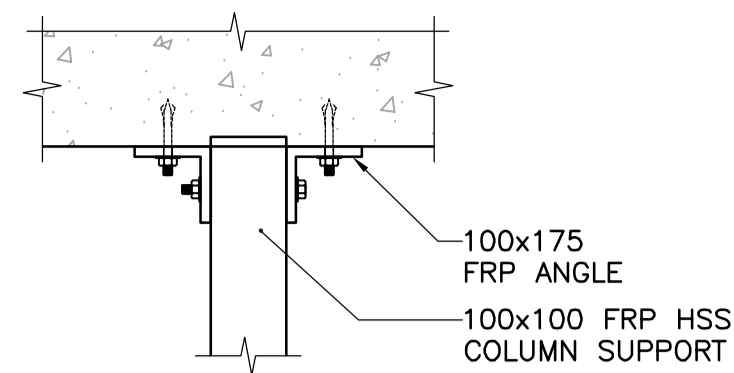 100x175
FRP ANGLE
100x100 FRP HSS
COLUMN SUPPORT